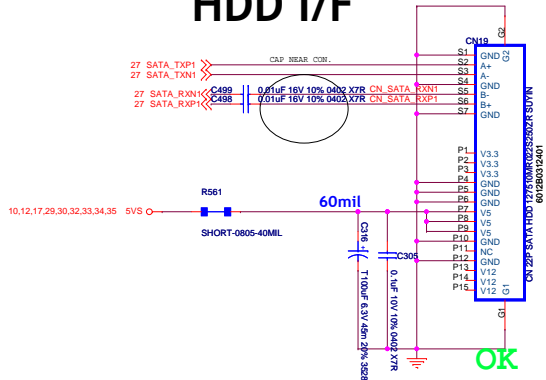 HDD I/F
CN19
G2
CAP NEAR CON.
27 SATA_TXP1
27 SATA_TXN1
27 SATA_RXN1
27 SATA_RXP1
C499 0.01uF 16V 10% 0402 X7R CN_SATA_RXN1
C498 0.01uF 16V 10% 0402 X7R CN_SATA_RXP1
S1 GND G2
S2 A+
S3 A-
S4 GND
S5 B-
S6 B+
S7 GND
P1 V3.3
P2 V3.3
P3 V3.3
P4 GND
P5 GND
P6 GND
P7 V5
P8 V5
P9 V5
P10 GND
P11 NC
P12 GND
P13 V12
P14 V12
P15 V12 G1
G1
CN 22P SATA HDD 127510MR022S250ZR SUYIN
6012B0312401
R561
10,12,17,29,30,32,33,34,35 5VS
SHORT-0805-40MIL
60mil
C316 +
T100uF 6.3V 45m 20% 3528
C305
0.1uF 10V 10% 0402 X7R
OK